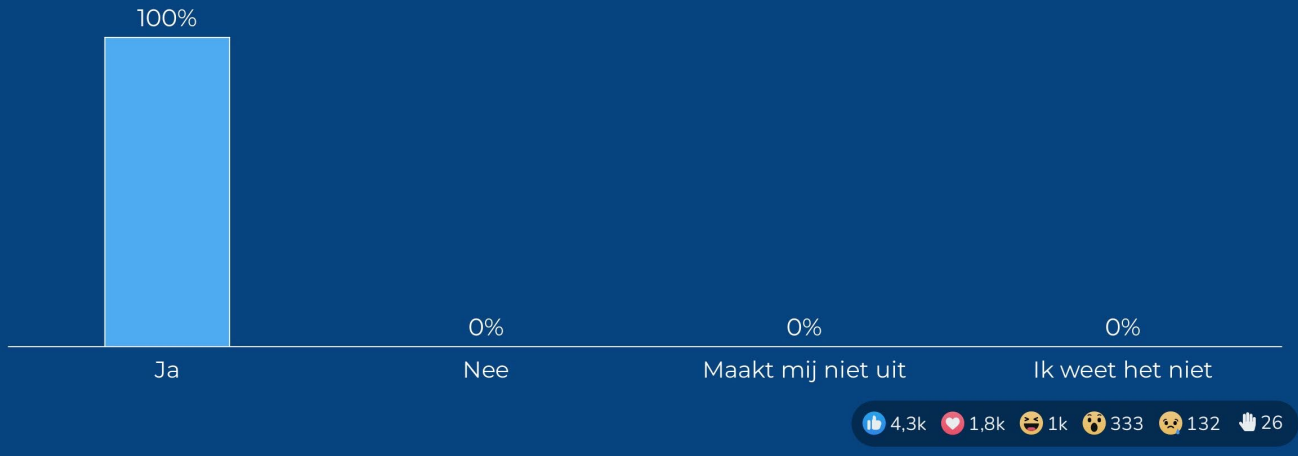 100%
0% 0% 0%
Ja Nee Maakt mij niet uit Ik weet het niet
4,3k 1,8k 1k 333 132 26